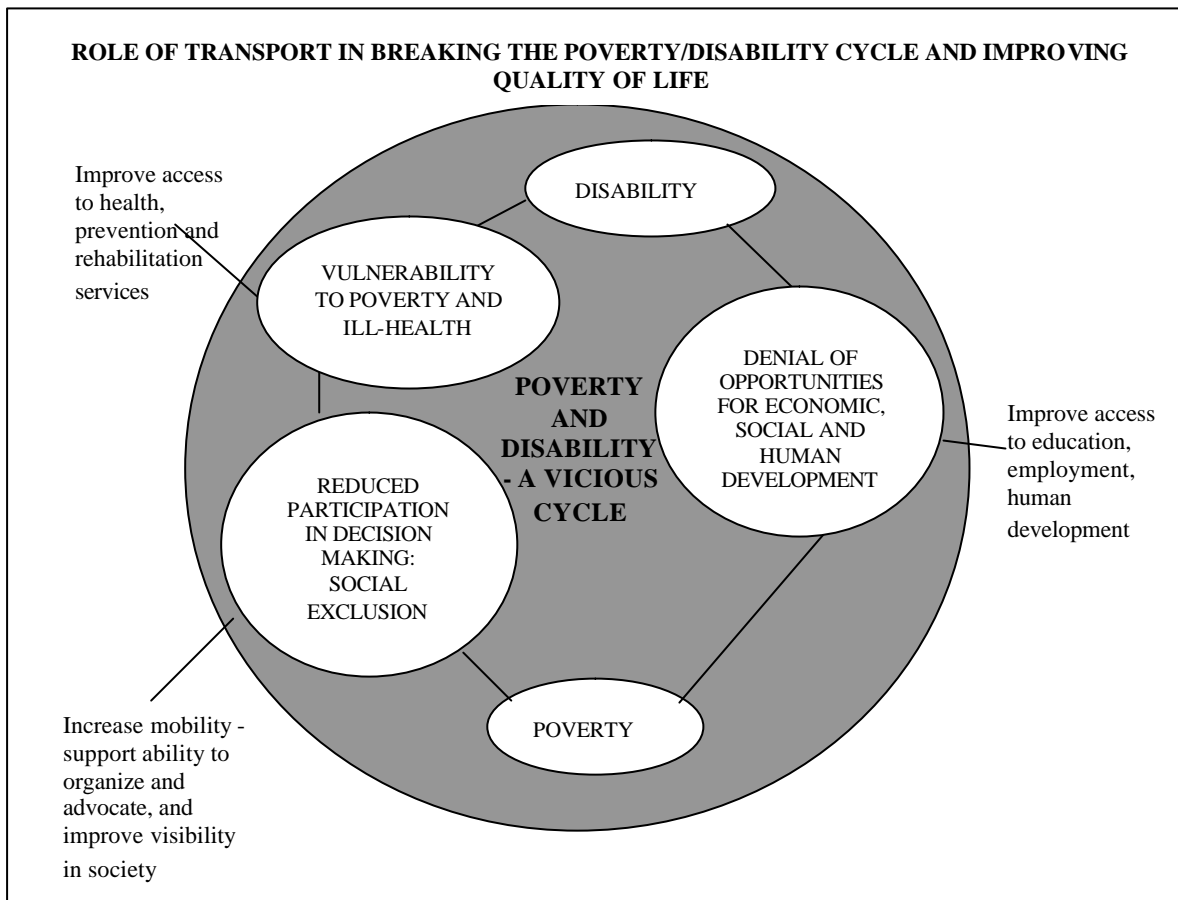 ROLE OF TRANSPORT IN BREAKING THE POVERTY/DISABILITY CYCLE AND IMPROVING
QUALITY OF LIFE
Improve access
to health,
prevention and
rehabilitation
services
DISABILITY
VULNERABILITY
TO POVERTY AND
ILL-HEALTH
DENIAL OF
OPPORTUNITIES
FOR ECONOMIC,
SOCIAL AND
HUMAN
DEVELOPMENT
POVERTY
AND
DISABILITY
- A VICIOUS
CYCLE
Improve access
to education,
employment,
human
development
REDUCED
PARTICIPATION
IN DECISION
MAKING:
SOCIAL
EXCLUSION
POVERTY
Increase mobility -
support ability to
organize and
advocate, and
improve visibility
in society